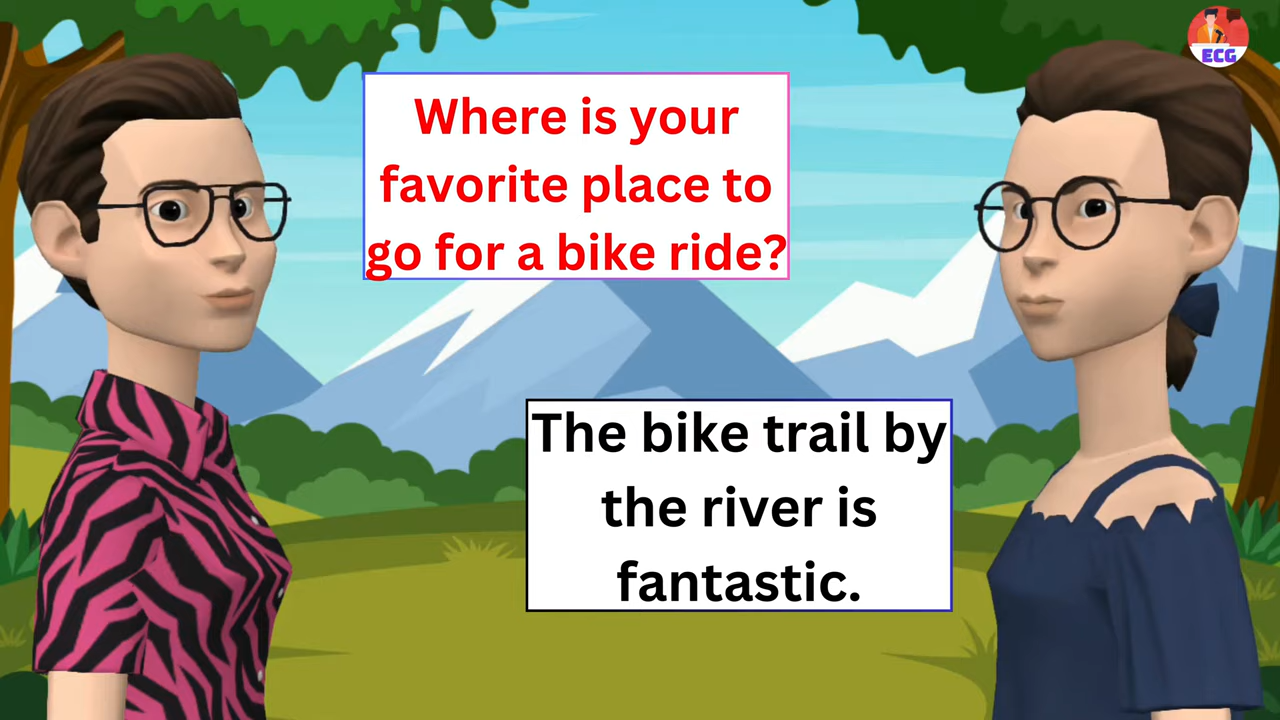 ECG
Where is your
favorite place to
go for a bike ride?
The bike trail by
the river is
fantastic.